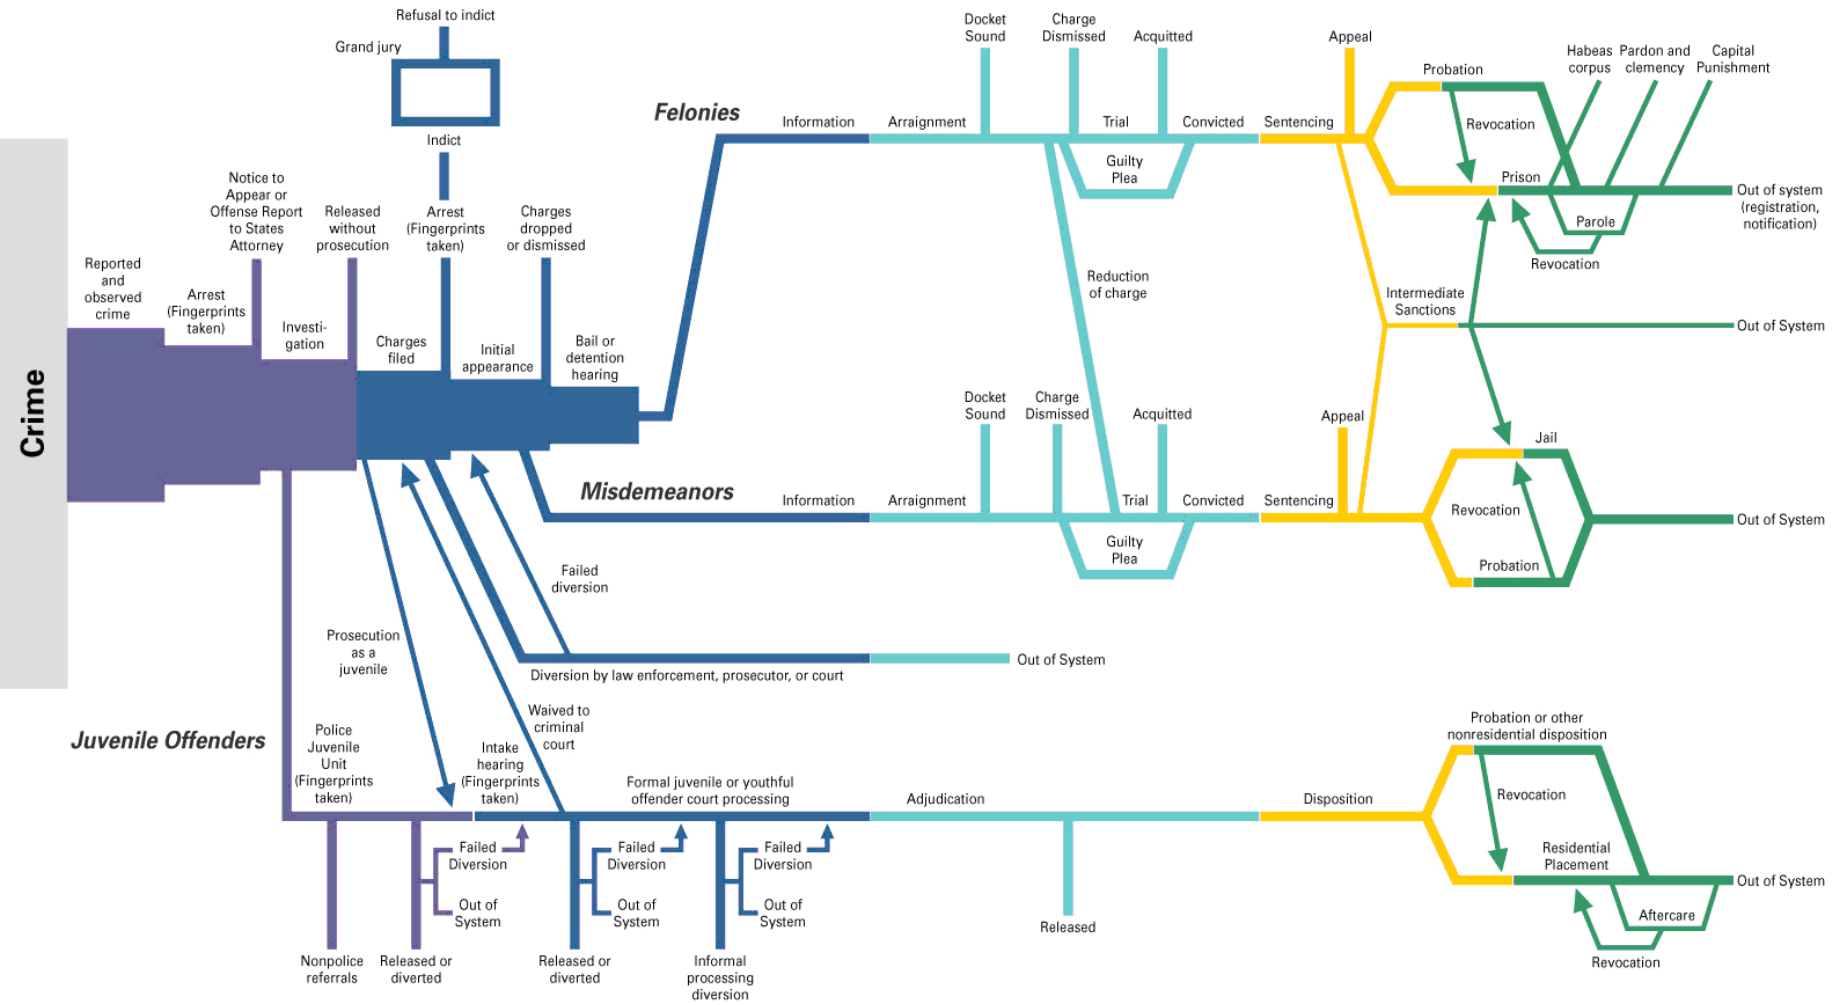 Refusal to indict
Grand jury
Indict
Notice to
Appear or
Offense Report
to States
Attorney
Released
without
prosecution
Arrest
(Fingerprints
taken)
Charges
dropped
or dismissed
Reported
and
observed
crime
Arrest
(Fingerprints
taken)
Investi-
gation
Charges
filed
Initial
appearance
Bail or
detention
hearing
Crime
Felonies
Information
Arraignment
Docket
Sound
Charge
Dismissed
Trial
Acquitted
Convicted
Guilty
Plea
Sentencing
Appeal
Probation
Revocation
Prison
Habeas
corpus
Pardon and
clemency
Capital
Punishment
Parole
Revocation
Out of system
(registration,
notification)
Reduction
of charge
Intermediate
Sanctions
Out of System
Misdemeanors
Information
Arraignment
Docket
Sound
Charge
Dismissed
Trial
Acquitted
Convicted
Guilty
Plea
Sentencing
Appeal
Jail
Revocation
Probation
Out of System
Failed
diversion
Diversion by law enforcement, prosecutor, or court
Out of System
Prosecution
as a
juvenile
Waived to
criminal
court
Juvenile Offenders
Police
Juvenile
Unit
(Fingerprints
taken)
Intake
hearing
(Fingerprints
taken)
Formal juvenile or youthful
offender court processing
Adjudication
Disposition
Probation or other
nonresidential disposition
Revocation
Residential
Placement
Out of System
Aftercare
Revocation
Failed
Diversion
Out of
System
Failed
Diversion
Out of
System
Failed
Diversion
Out of
System
Released
Nonpolice
referrals
Released or
diverted
Released or
diverted
Informal
processing
diversion